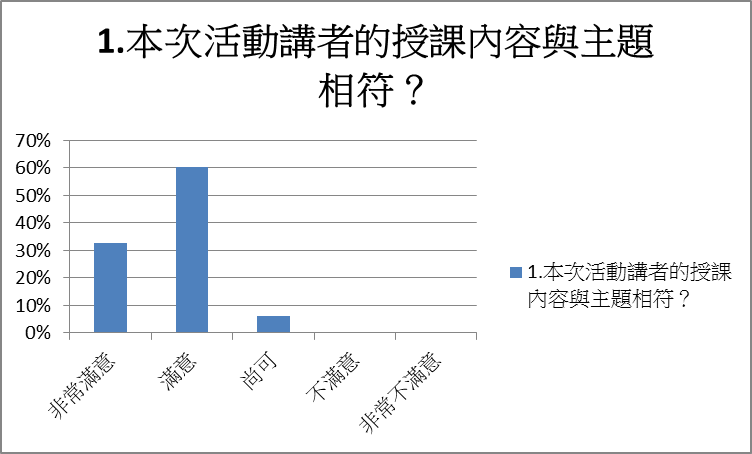 1.本次活動講者的授課內容與主題
相符？
70%
60%
50%
40%
30%
20%
10%
0%
非常滿意
滿意
尚可
不滿意
非常不滿意
1.本次活動講者的授課
內容與主題相符？